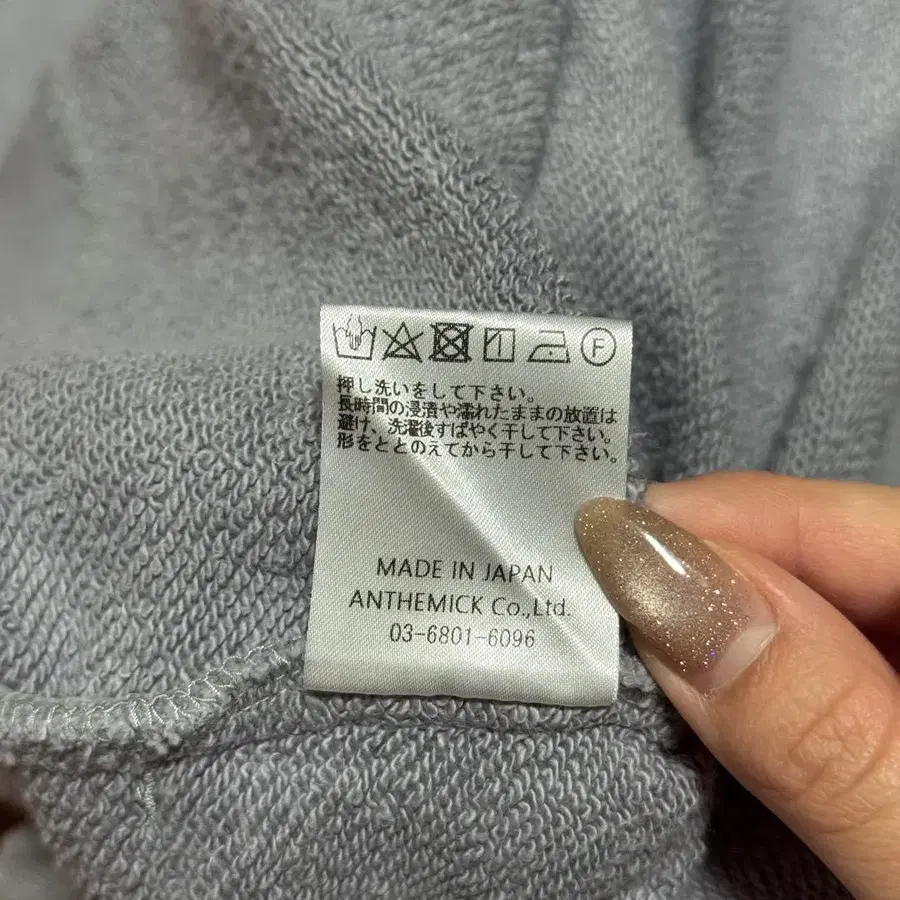 F
押し洗いをして下さい。
長時間の浸漬や濡れたままの放置は
避け、洗濯後すばやく干して下さい。
形をととのえてから干して下さい。
MADE IN JAPAN
ANTHEMICK Co.,Ltd.
03-6801-6096